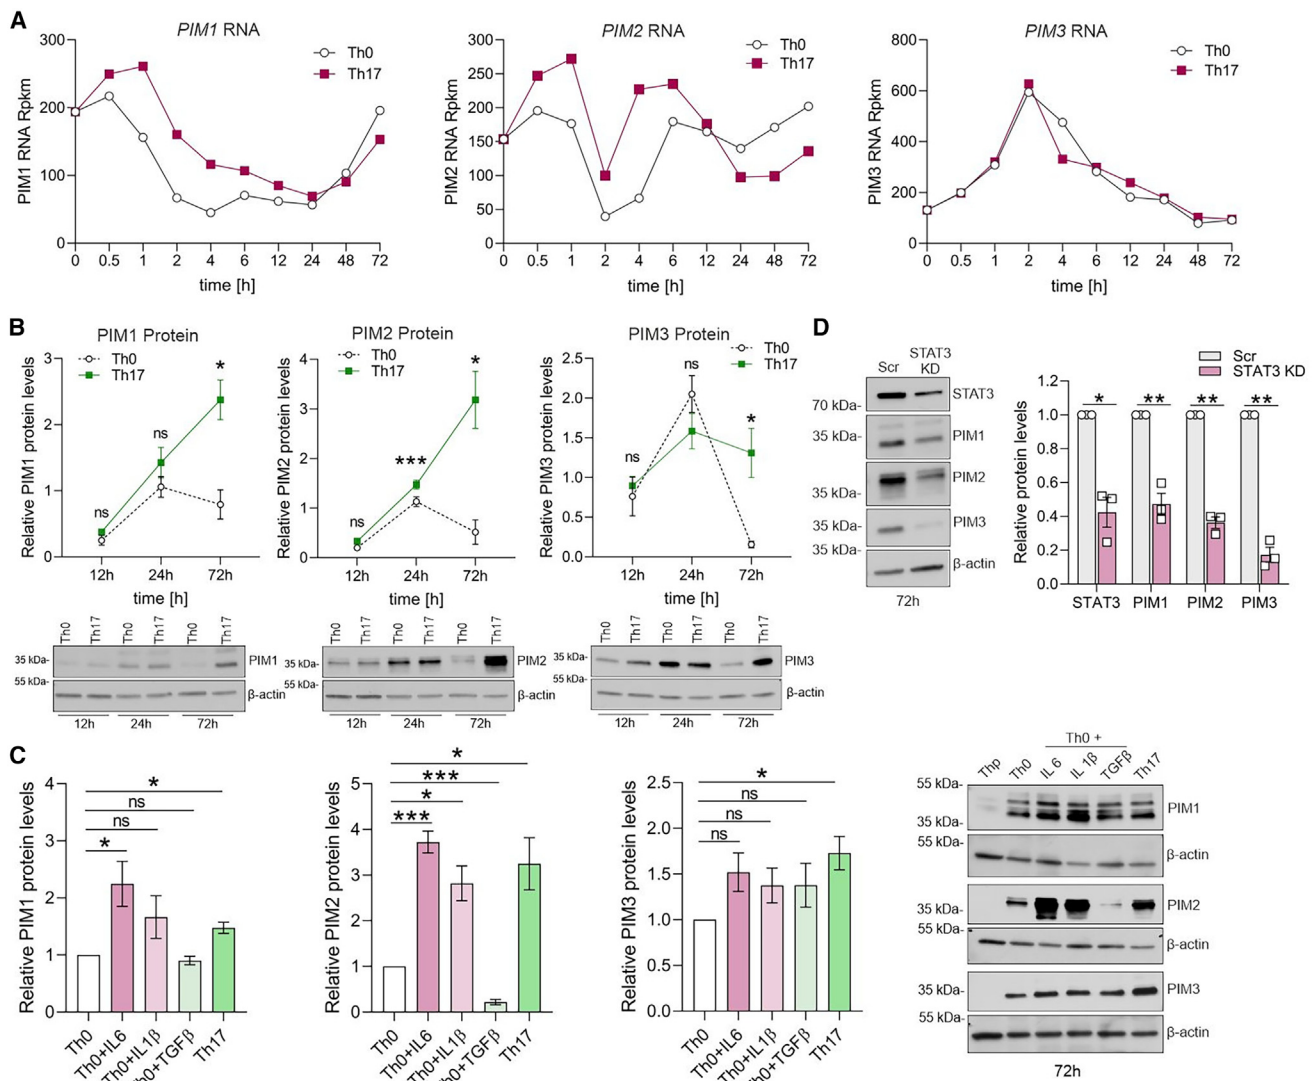 A
PIM1 RNA
Th0
Th17
PIM1 RNA Rpkm
300
200
100
0
0 0.5 1 2 4 6 12 24 48 72
time [h]
PIM2 RNA
Th0
Th17
PIM2 RNA Rpkm
300
250
200
150
100
50
0
0 0.5 1 2 4 6 12 24 48 72
time [h]
PIM3 RNA
Th0
Th17
PIM3 RNA Rpkm
800
600
400
200
0
0 0.5 1 2 4 6 12 24 48 72
time [h]
B
PIM1 Protein
Th0
Th17
Relative PIM1 protein levels
3
2
1
0
ns
ns
*
12h 24h 72h
time [h]
PIM2 Protein
Th0
Th17
Relative PIM2 protein levels
4
3
2
1
0
ns
***
*
12h 24h 72h
time [h]
PIM3 Protein
Th0
Th17
Relative PIM3 protein levels
2.5
2.0
1.5
1.0
0.5
0.0
ns
ns
*
12h 24h 72h
time [h]
Th0 Th17 Th0 Th17 Th0 Th17
35 kDa- PIM1
55 kDa- β-actin
12h 24h 72h
Th0 Th17 Th0 Th17 Th0 Th17
35 kDa- PIM2
55 kDa- β-actin
12h 24h 72h
Th0 Th17 Th0 Th17 Th0 Th17
35 kDa- PIM3
55 kDa- β-actin
12h 24h 72h
D
Scr STAT3 KD
70 kDa- STAT3
35 kDa- PIM1
35 kDa- PIM2
35 kDa- PIM3
35 kDa- β-actin
72h
Scr
STAT3 KD
Relative protein levels
1.2
1.0
0.8
0.6
0.4
0.2
0.0
* ** ** **
STAT3 PIM1 PIM2 PIM3
C
Relative PIM1 protein levels
4
3
2
1
0
*
ns
ns
*
Th0 Th0+IL6 Th0+IL1β Th0+TGFβ Th17
Relative PIM2 protein levels
5
4
3
2
1
0
*
***
*
***
Th0 Th0+IL6 Th0+IL1β Th0+TGFβ Th17
Relative PIM3 protein levels
2.5
2.0
1.5
1.0
0.5
0.0
*
ns
ns
ns
Th0 Th0+IL6 Th0+IL1β Th0+TGFβ Th17
Th0 +
Thp Th0 IL6 IL1β TGFβ Th17
55 kDa-
35 kDa- PIM1
55 kDa- β-actin
35 kDa- PIM2
55 kDa- β-actin
35 kDa- PIM3
55 kDa- β-actin
72h